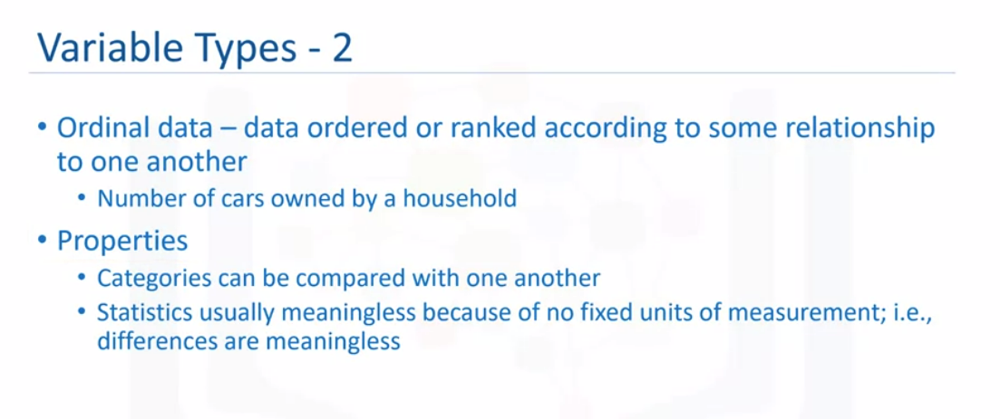 Variable Types - 2
• Ordinal data – data ordered or ranked according to some relationship
to one another
• Number of cars owned by a household
• Properties
• Categories can be compared with one another
• Statistics usually meaningless because of no fixed units of measurement; i.e.,
differences are meaningless